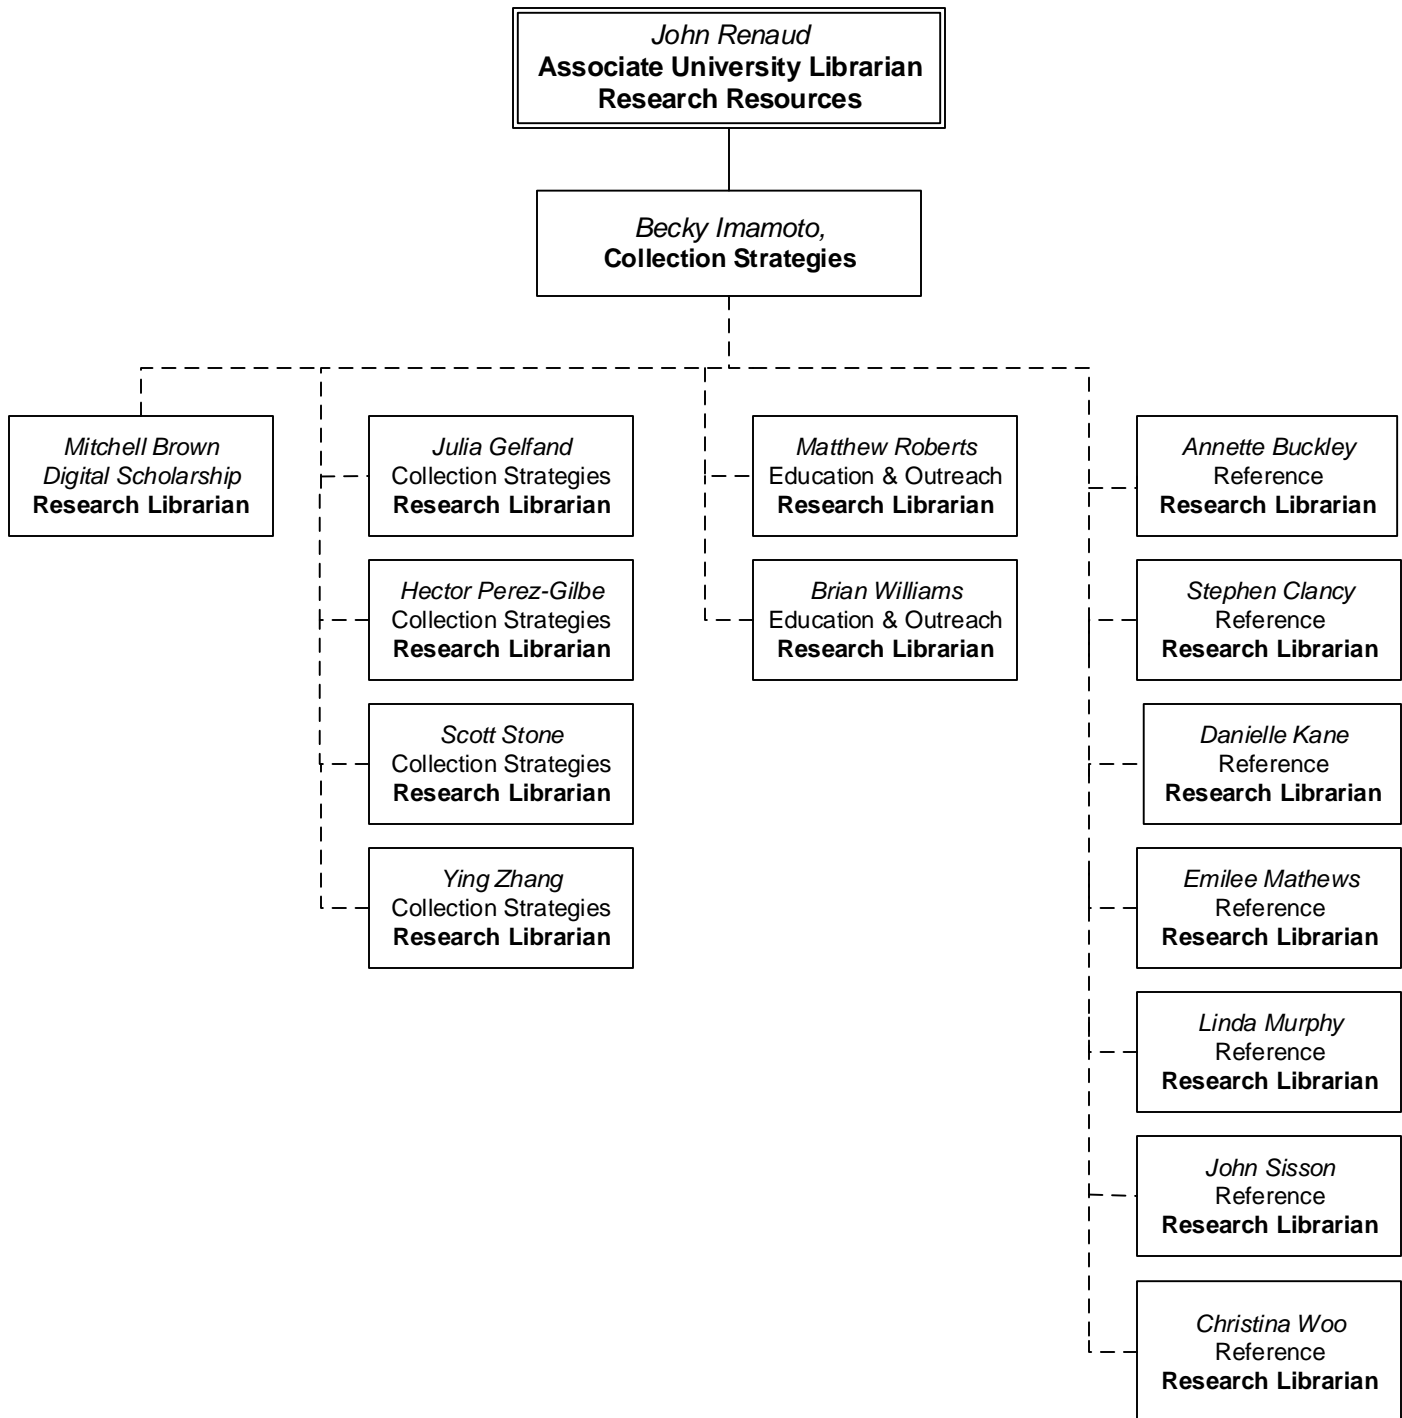 John Renaud
Associate University Librarian
Research Resources
Becky Imamoto,
Collection Strategies
Mitchell Brown
Digital Scholarship
Research Librarian
Julia Gelfand
Collection Strategies
Research Librarian
Hector Perez-Gilbe
Collection Strategies
Research Librarian
Scott Stone
Collection Strategies
Research Librarian
Ying Zhang
Collection Strategies
Research Librarian
Matthew Roberts
Education & Outreach
Research Librarian
Brian Williams
Education & Outreach
Research Librarian
Annette Buckley
Reference
Research Librarian
Stephen Clancy
Reference
Research Librarian
Danielle Kane
Reference
Research Librarian
Emilee Mathews
Reference
Research Librarian
Linda Murphy
Reference
Research Librarian
John Sisson
Reference
Research Librarian
Christina Woo
Reference
Research Librarian